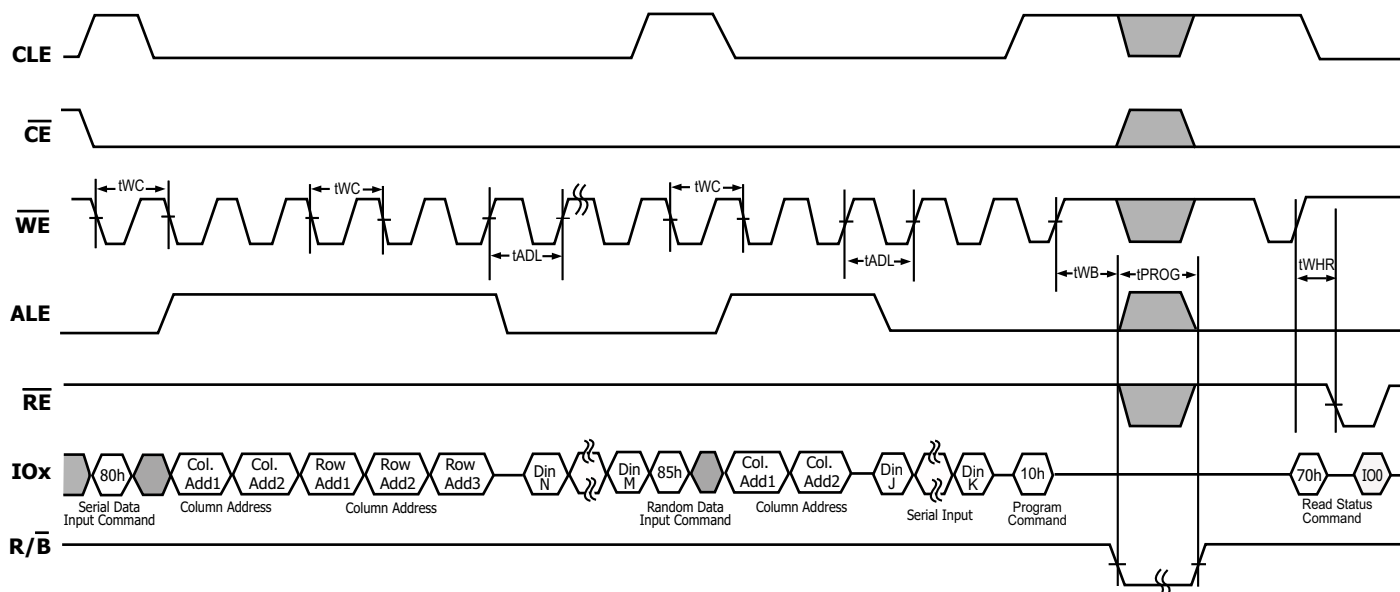 CLE
CE
tWC
tWC
tWC
WE
tADL
tADL
tWB
tPROG
tWHR
ALE
RE
IOx
80h
Col.
Add1
Col.
Add2
Row
Add1
Row
Add2
Row
Add3
Din
N
Din
M
85h
Col.
Add1
Col.
Add2
Din
J
Din
K
10h
70h
IO0
Serial Data
Input Command
Column Address
Column Address
Random Data
Input Command
Column Address
Serial Input
Program
Command
Read Status
Command
R/B